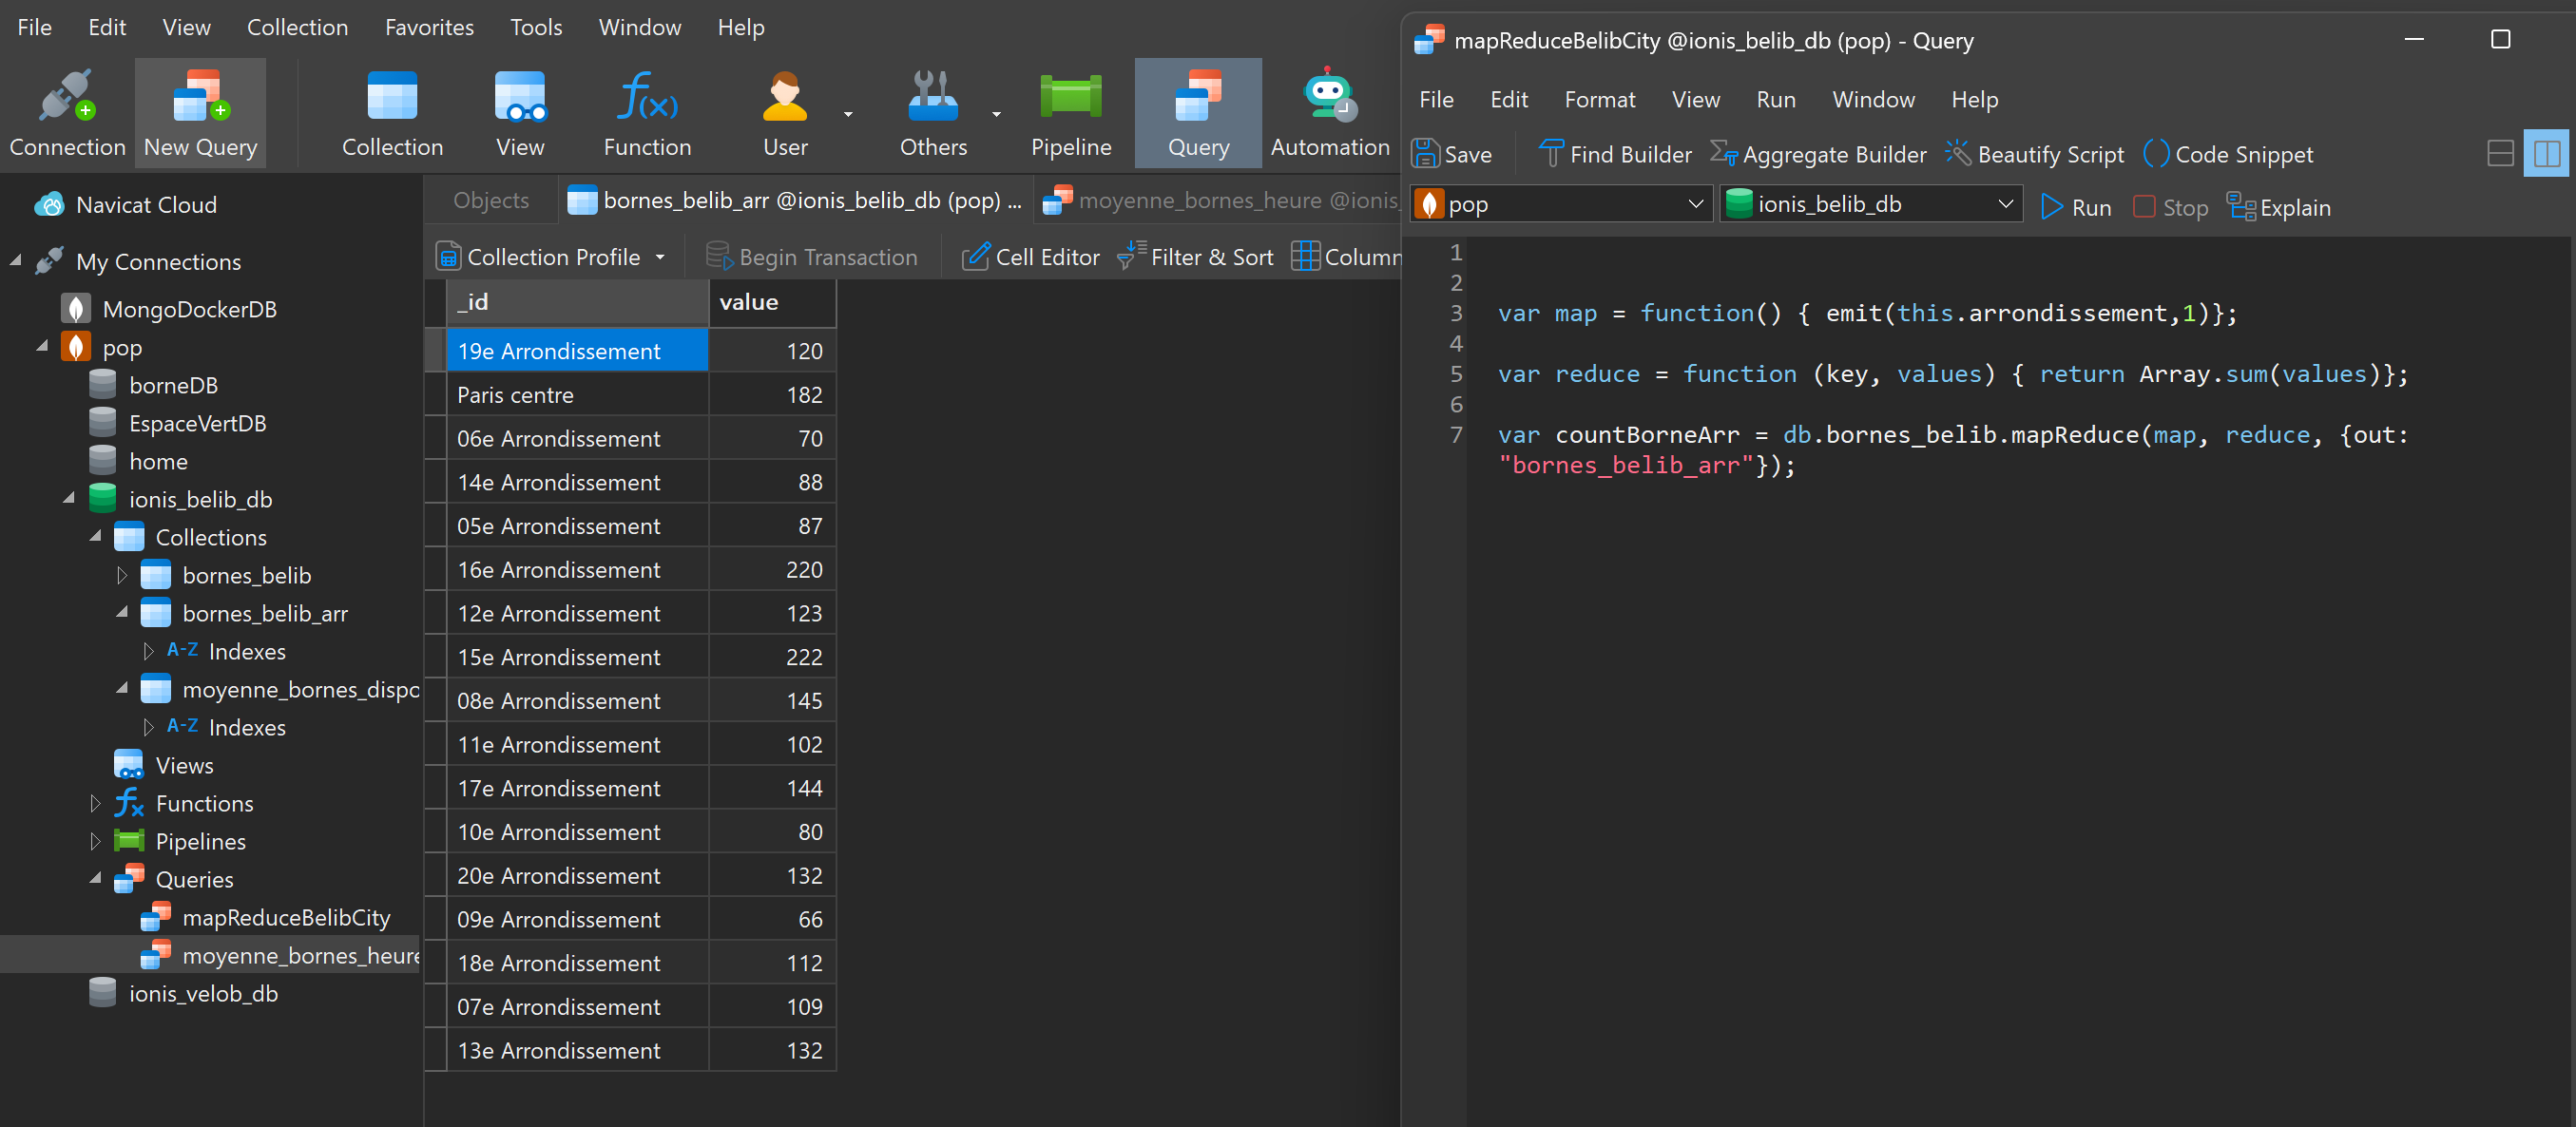 File Edit View Collection Favorites Tools Window Help
Connection New Query Collection View Function User Others Pipeline Query Automation
Navicat Cloud
My Connections
MongoDockerDB
pop
borneDB
EspaceVertDB
home
ionis_belib_db
Collections
bornes_belib
bornes_belib_arr
A-Z Indexes
moyenne_bornes_dispo
A-Z Indexes
Views
Functions
Pipelines
Queries
mapReduceBelibCity
moyenne_bornes_heure
ionis_velob_db
Objects bornes_belib_arr @ionis_belib_db (pop) ... moyenne_bornes_heure @ionis_
Collection Profile Begin Transaction Cell Editor Filter & Sort Column
_id value
19e Arrondissement 120
Paris centre 182
06e Arrondissement 70
14e Arrondissement 88
05e Arrondissement 87
16e Arrondissement 220
12e Arrondissement 123
15e Arrondissement 222
08e Arrondissement 145
11e Arrondissement 102
17e Arrondissement 144
10e Arrondissement 80
20e Arrondissement 132
09e Arrondissement 66
18e Arrondissement 112
07e Arrondissement 109
13e Arrondissement 132
mapReduceBelibCity @ionis_belib_db (pop) - Query
File Edit Format View Run Window Help
Save Find Builder Aggregate Builder Beautify Script () Code Snippet
pop ionis_belib_db Run Stop Explain
1
2
3 var map = function() { emit(this.arrondissement,1)};
4
5 var reduce = function (key, values) { return Array.sum(values)};
6
7 var countBorneArr = db.bornes_belib.mapReduce(map, reduce, {out:
"bornes_belib_arr"});